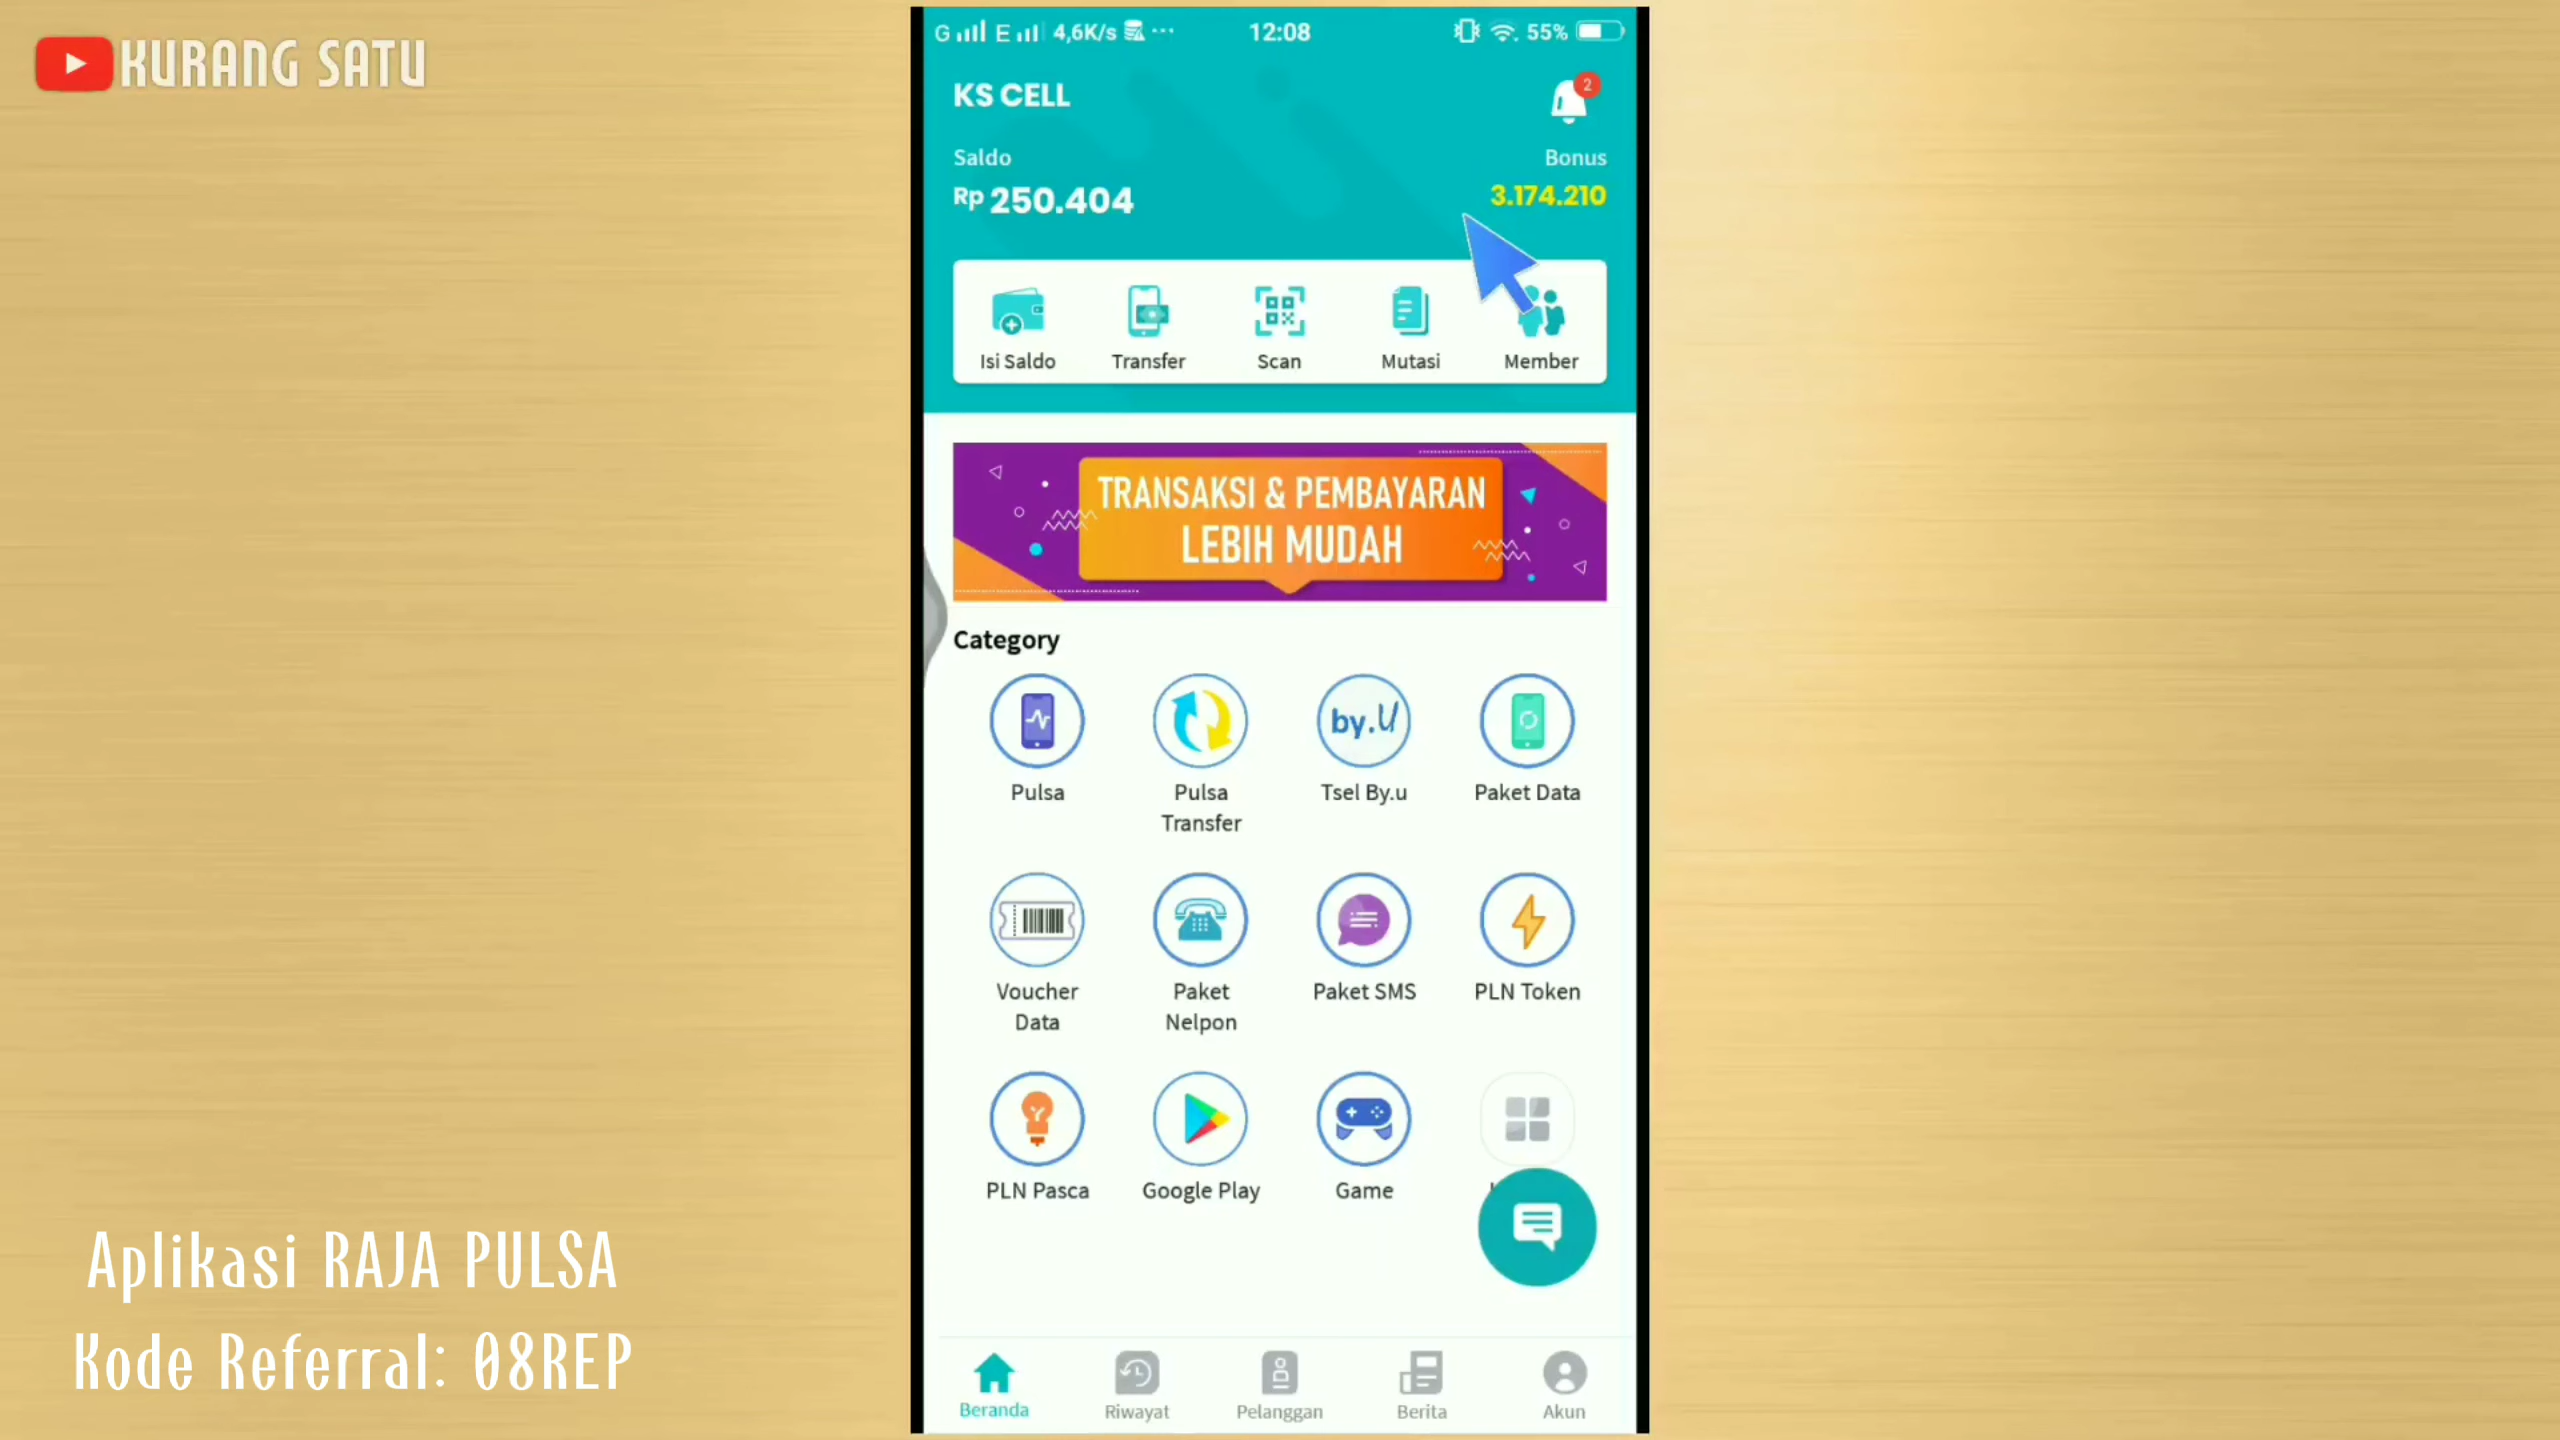 KURANG SATU
G E 4,6K/s ... 12:08 55%
KS CELL
2
Saldo
Bonus
Rp 250.404
3.174.210
Isi Saldo
Transfer
Scan
Mutasi
Member
TRANSAKSI & PEMBAYARAN
LEBIH MUDAH
Category
by.U
Pulsa
Pulsa
Transfer
Tsel By.u
Paket Data
Voucher
Data
Paket
Nelpon
Paket SMS
PLN Token
PLN Pasca
Google Play
Game
Aplikasi RAJA PULSA
Kode Referral: 08REP
Beranda
Riwayat
Pelanggan
Berita
Akun